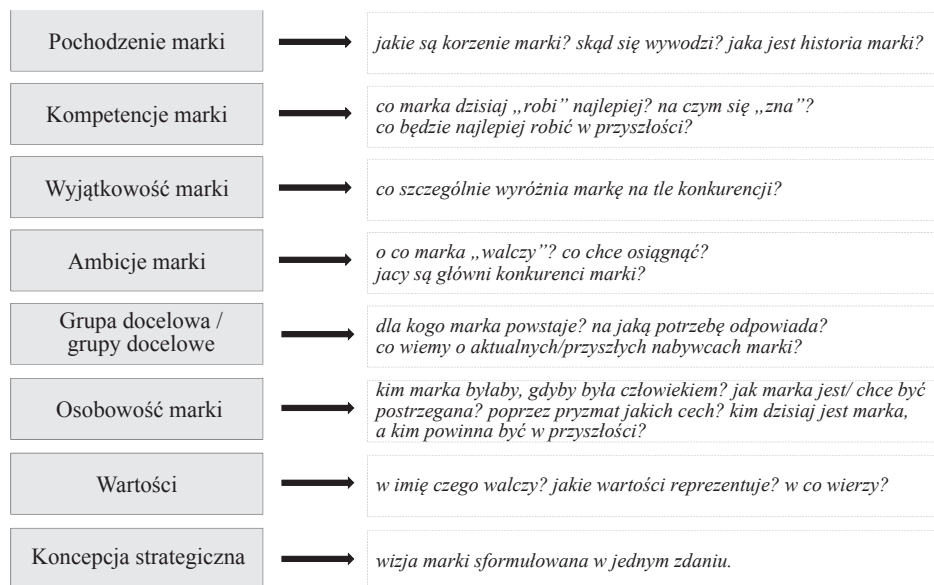 Pochodzenie marki
jakie są korzenie marki? skąd się wywodzi? jaka jest historia marki?
Kompetencje marki
co marka dzisiaj „robi” najlepiej? na czym się „zna”?
co będzie najlepiej robić w przyszłości?
Wyjątkowość marki
co szczególnie wyróżnia markę na tle konkurencji?
Ambicje marki
o co marka „walczy”? co chce osiągnąć?
jacy są główni konkurenci marki?
Grupa docelowa /
grupy docelowe
dla kogo marka powstaje? na jaką potrzebę odpowiada?
co wiemy o aktualnych/przyszłych nabywcach marki?
Osobowość marki
kim marka byłaby, gdyby była człowiekiem? jak marka jest/ chce być
postrzegana? poprzez pryzmat jakich cech? kim dzisiaj jest marka,
a kim powinna być w przyszłości?
Wartości
w imię czego walczy? jakie wartości reprezentuje? w co wierzy?
Koncepcja strategiczna
wizja marki sformułowana w jednym zdaniu.